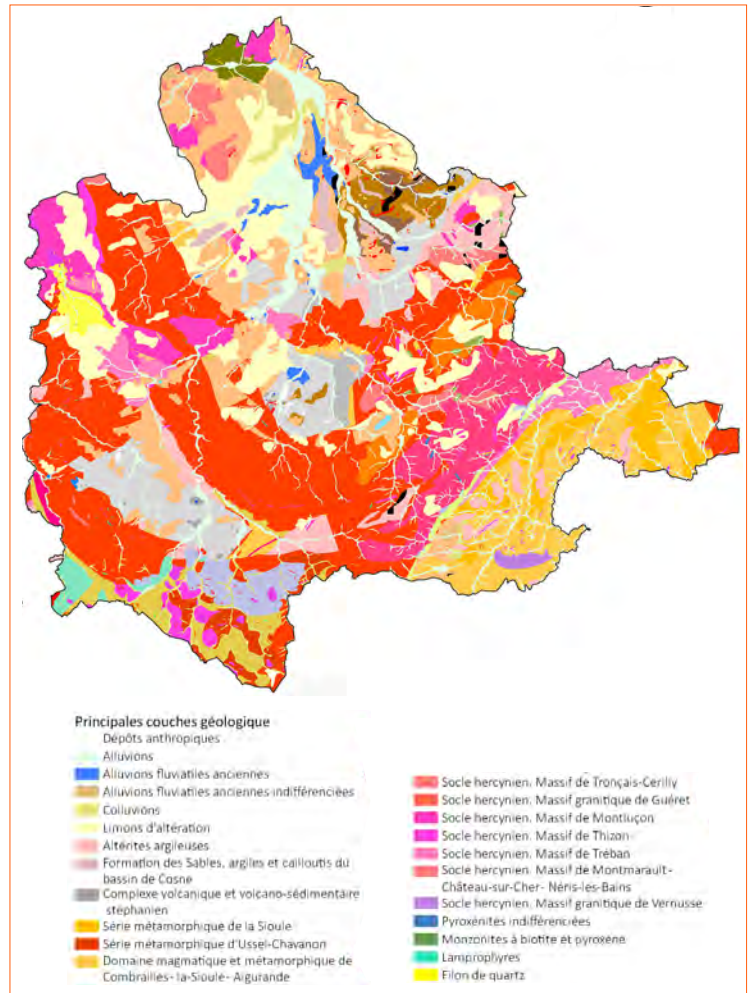 Principales couches géologique
Dépôts anthropiques
Alluvions
Alluvions fluviatiles anciennes
Alluvions fluviatiles anciennes indifférenciées
Colluvions
Limons d'altération
Altérites argileuses
Formation des Sables, argiles et cailloutis du
bassin de Cosne
Complexe volcanique et volcano-sédimentaire
stéphanien
Série métamorphique de la Sioule
Série métamorphique d'Ussel-Chavanon
Domaine magmatique et métamorphique de
Combrailles- la-Sioule- Aigurande
Socle hercynien. Massif de Tronçais-Cerilly
Socle hercynien. Massif granitique de Guéret
Socle hercynien. Massif de Montluçon
Socle hercynien. Massif de Thizon
Socle hercynien. Massif de Tréban
Socle hercynien. Massif de Montmarault-
Château-sur-Cher- Néris-les-Bains
Socle hercynien. Massif granitique de Vernusse
Pyroxénites indifférenciées
Monzonites à biotite et pyroxène
Lamprophyres
Filon de quartz